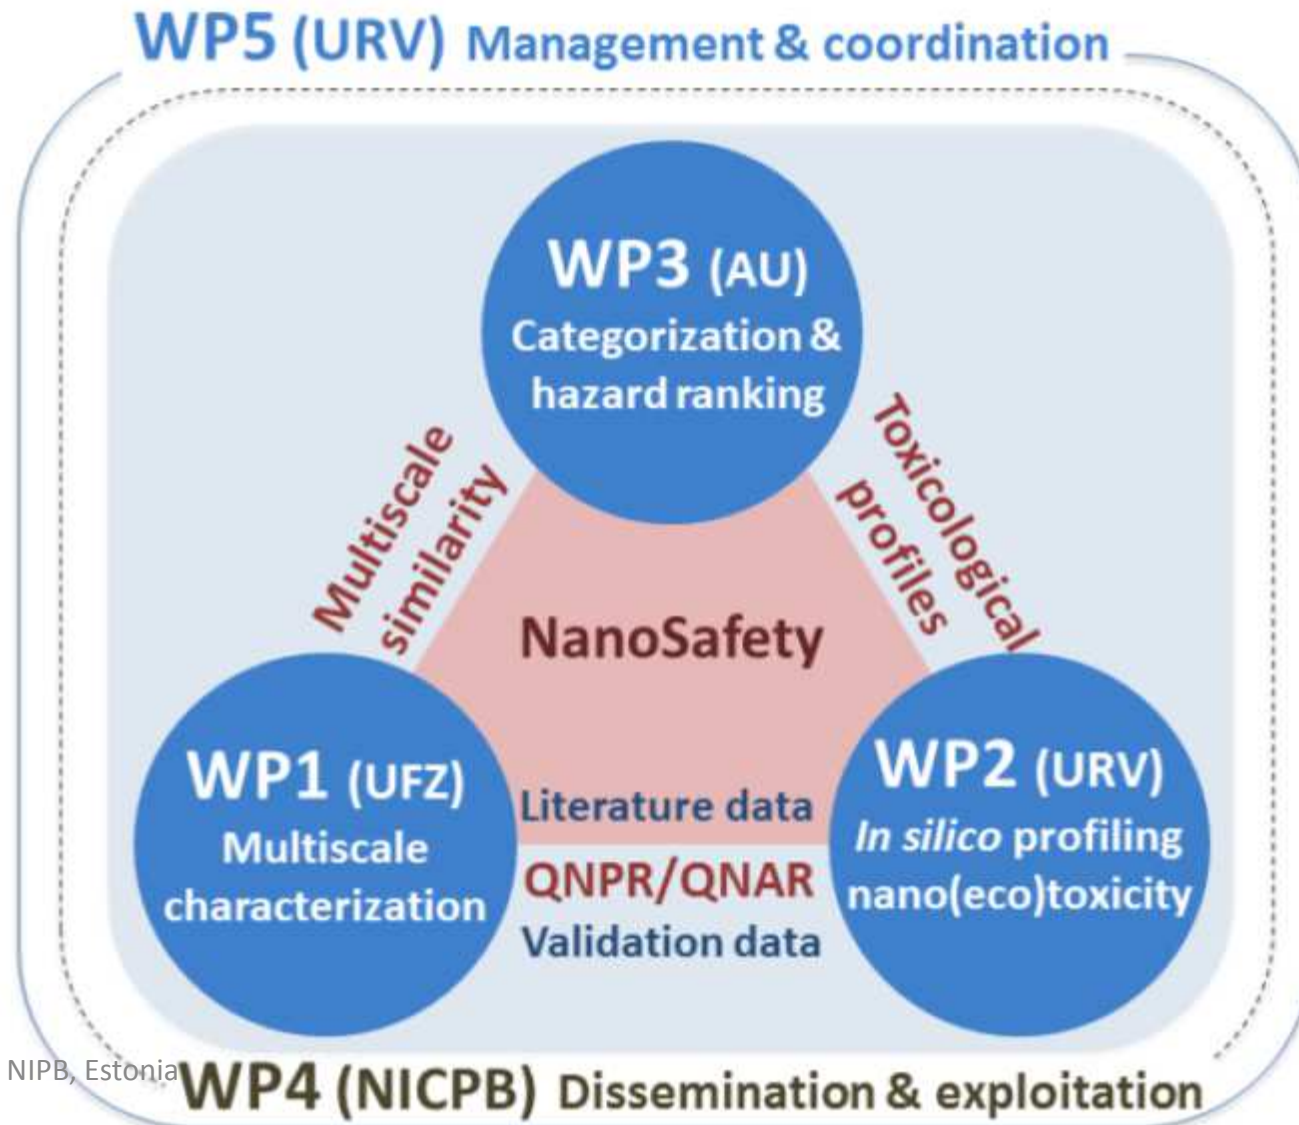 WP5 (URV) Management & coordination
WP3 (AU)
Categorization &
hazard ranking
Multiscale
similarity
Toxicological
profiles
NanoSafety
WP1 (UFZ)
Multiscale
characterization
Literature data
QNPR/QNAR
Validation data
WP2 (URV)
In silico profiling
nano(eco)toxicity
NIPB, Estonia
WP4 (NICPB) Dissemination & exploitation